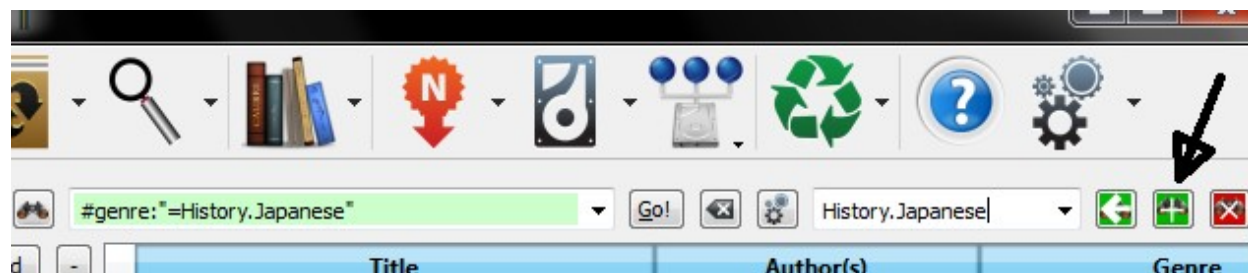 N
?
#genre:"=History.Japanese"
Go!
History.Japanese
d
-
Title
Author(s)
Genre